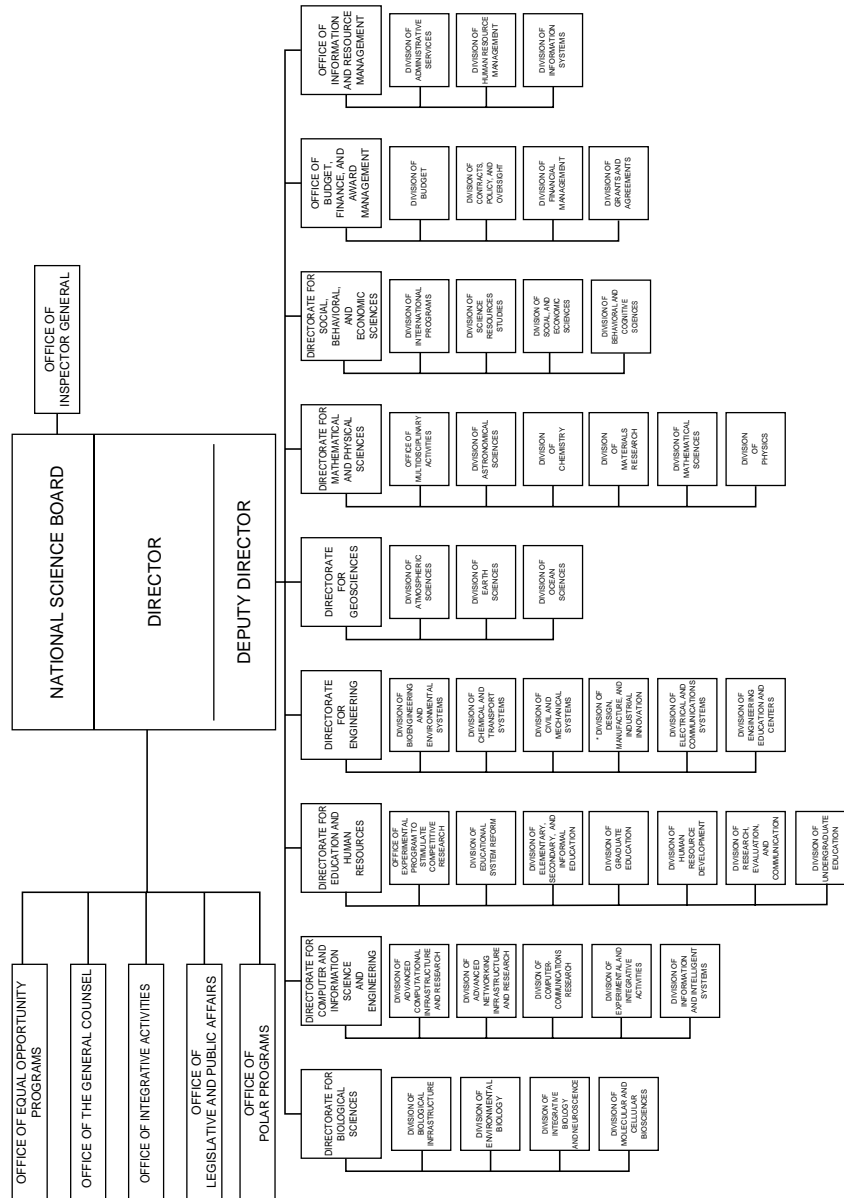 NATIONAL SCIENCE BOARD
DIRECTOR
DEPUTY DIRECTOR
OFFICE OF
INSPECTOR GENERAL
OFFICE OF EQUAL OPPORTUNITY
PROGRAMS
OFFICE OF THE GENERAL COUNSEL
OFFICE OF INTEGRATIVE ACTIVITIES
OFFICE OF
LEGISLATIVE AND PUBLIC AFFAIRS
OFFICE OF
POLAR PROGRAMS
DIRECTORATE FOR
BIOLOGICAL
SCIENCES
DIVISION OF
BIOLOGICAL
INFRASTRUCTURE
DIVISION OF
ENVIRONMENTAL
BIOLOGY
DIVISION OF
INTEGRATIVE
BIOLOGY
AND NEUROSCIENCE
DIVISION OF
MOLECULAR AND
CELLULAR
BIOSCIENCES
DIRECTORATE FOR
COMPUTER AND
INFORMATION
SCIENCE
AND
ENGINEERING
DIVISION OF
ADVANCED
COMPUTATIONAL
INFRASTRUCTURE
AND RESEARCH
DIVISION OF
ADVANCED
NETWORKING
INFRASTRUCTURE
AND RESEARCH
DIVISION OF
COMPUTER-
COMMUNICATIONS
RESEARCH
DIVISION OF
EXPERIMENTAL AND
INTEGRATIVE
ACTIVITIES
DIVISION OF
INFORMATION
AND INTELLIGENT
SYSTEMS
DIRECTORATE FOR
EDUCATION AND
HUMAN
RESOURCES
OFFICE OF
EXPERIMENTAL
PROGRAM TO
STIMULATE
COMPETITIVE
RESEARCH
DIVISION OF
EDUCATIONAL
SYSTEM REFORM
DIVISION OF
ELEMENTARY,
SECONDARY, AND
INFORMAL
EDUCATION
DIVISION OF
GRADUATE
EDUCATION
DIVISION OF
HUMAN
RESOURCE
DEVELOPMENT
DIVISION OF
RESEARCH,
EVALUATION,
AND
COMMUNICATION
DIVISION OF
UNDERGRADUATE
EDUCATION
DIRECTORATE
FOR
ENGINEERING
DIVISION OF
BIOENGINEERING
AND
ENVIRONMENTAL
SYSTEMS
DIVISION OF
CHEMICAL AND
TRANSPORT
SYSTEMS
DIVISION OF
CIVIL AND
MECHANICAL
SYSTEMS
* DIVISION OF
DESIGN,
MANUFACTURE, AND
INDUSTRIAL
INNOVATION
DIVISION OF
ELECTRICAL AND
COMMUNICATIONS
SYSTEMS
DIVISION OF
ENGINEERING
EDUCATION AND
CENTERS
DIRECTORATE
FOR
GEOSCIENCES
DIVISION OF
ATMOSPHERIC
SCIENCES
DIVISION OF
EARTH
SCIENCES
DIVISION OF
OCEAN
SCIENCES
DIRECTORATE FOR
MATHEMATICAL
AND PHYSICAL
SCIENCES
OFFICE OF
MULTIDISCIPLINARY
ACTIVITIES
DIVISION OF
ASTRONOMICAL
SCIENCES
DIVISION
OF
CHEMISTRY
DIVISION
OF
MATERIALS
RESEARCH
DIVISION OF
MATHEMATICAL
SCIENCES
DIVISION
OF
PHYSICS
DIRECTORATE FOR
SOCIAL,
BEHAVIORAL,
AND
ECONOMIC
SCIENCES
DIVISION OF
INTERNATIONAL
PROGRAMS
DIVISION OF
SCIENCE
RESOURCES
STUDIES
DIVISION OF
SOCIAL, AND
ECONOMIC
SCIENCES
DIVISION OF
BEHAVIORAL AND
COGNITIVE
SCIENCES
OFFICE OF
BUDGET,
FINANCE, AND
AWARD
MANAGEMENT
DIVISION OF
BUDGET
DIVISION OF
CONTRACTS,
POLICY, AND
OVERSIGHT
DIVISION OF
FINANCIAL
MANAGEMENT
DIVISION OF
GRANTS AND
AGREEMENTS
OFFICE OF
INFORMATION
AND RESOURCE
MANAGEMENT
DIVISION OF
ADMINISTRATIVE
SERVICES
DIVISION OF
HUMAN RESOURCE
MANAGEMENT
DIVISION OF
INFORMATION
SYSTEMS